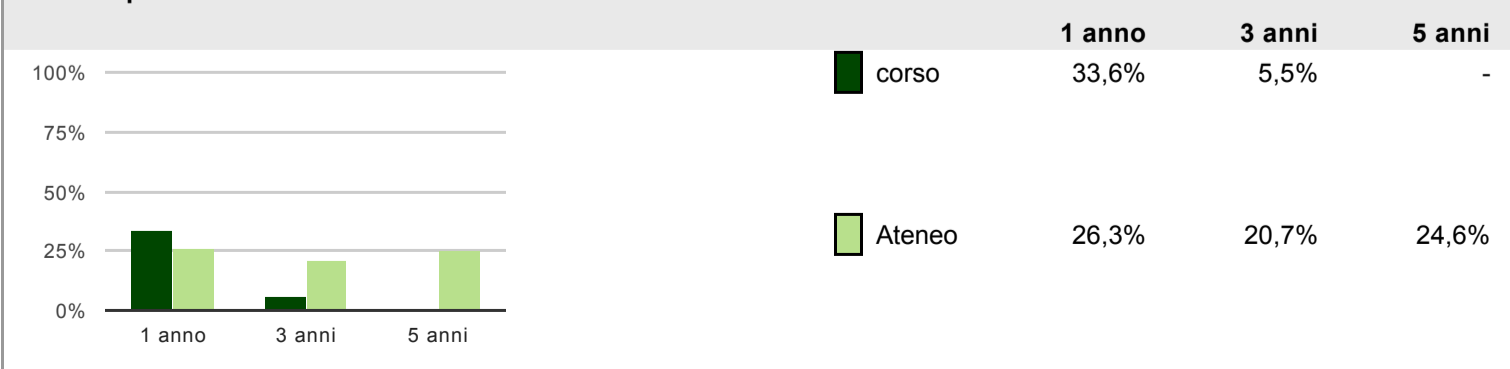 1 anno 3 anni 5 anni
100%
75%
50%
25%
0%
1 anno 3 anni 5 anni
corso 33,6% 5,5% -
Ateneo 26,3% 20,7% 24,6%